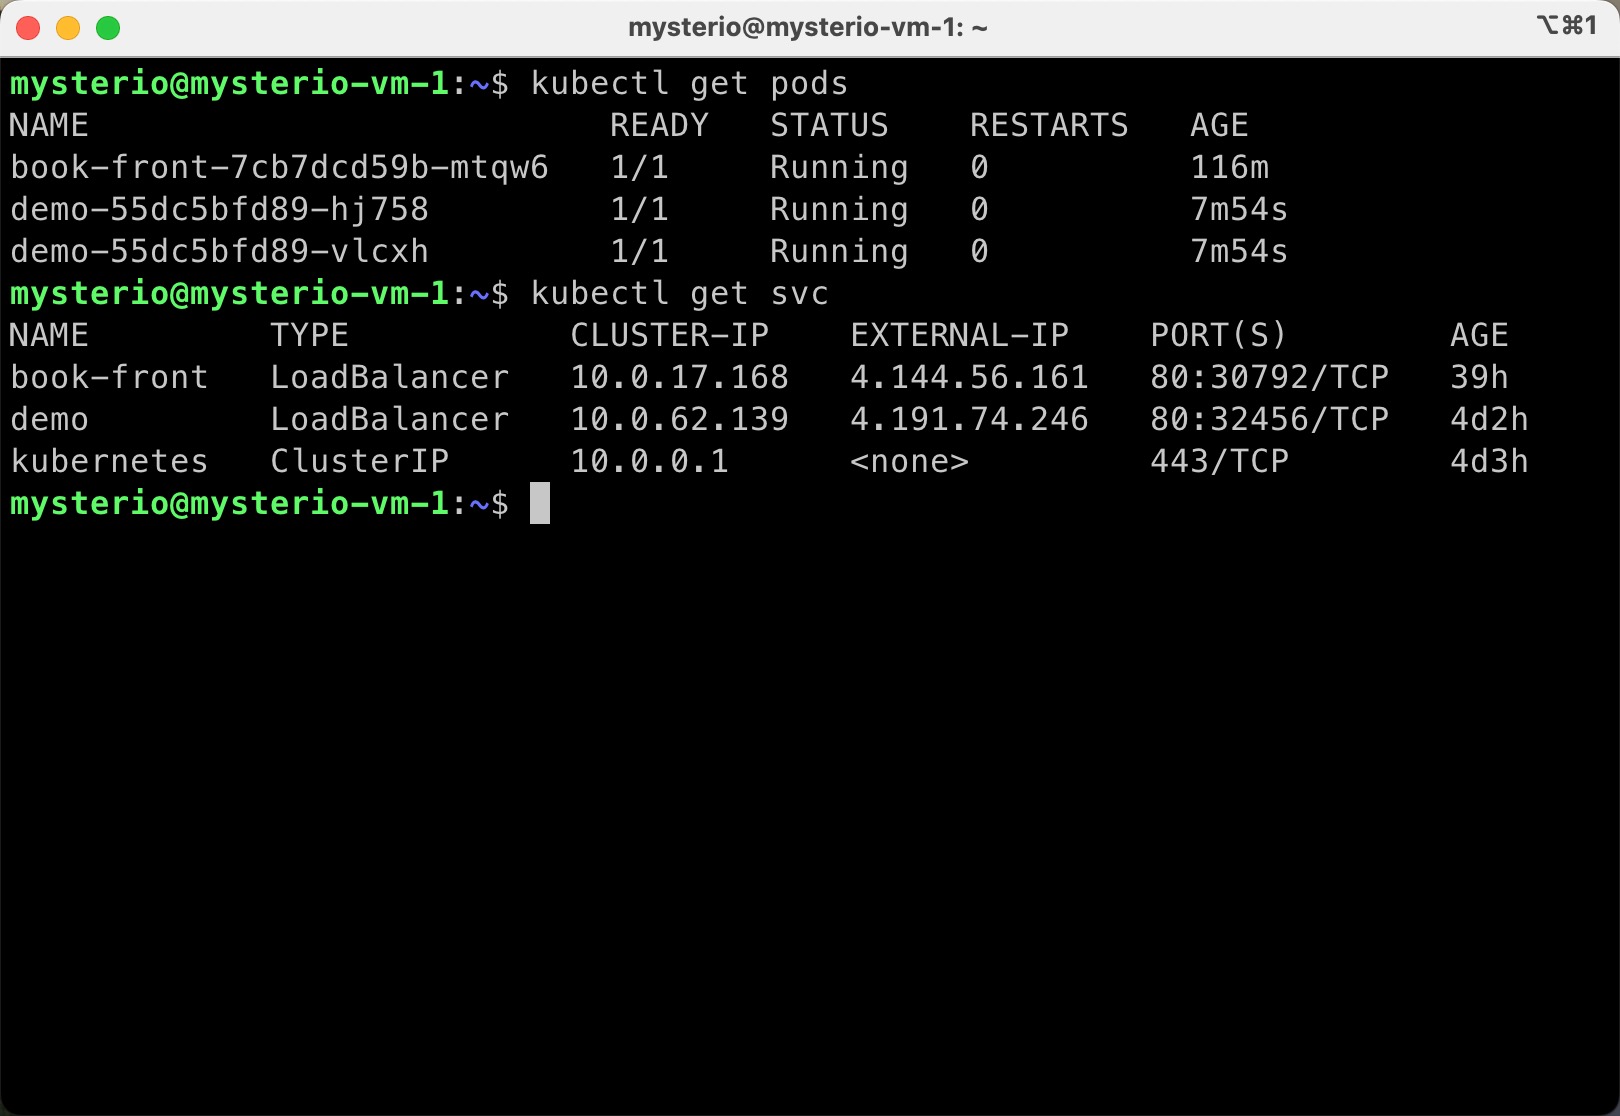 mysterio@mysterio-vm-1: ~ ⌥⌘1
mysterio@mysterio-vm-1:~$ kubectl get pods
NAME                          READY   STATUS    RESTARTS   AGE
book-front-7cb7dcd59b-mtqw6   1/1     Running   0          116m
demo-55dc5bfd89-hj758         1/1     Running   0          7m54s
demo-55dc5bfd89-vlcxh         1/1     Running   0          7m54s
mysterio@mysterio-vm-1:~$ kubectl get svc
NAME         TYPE           CLUSTER-IP    EXTERNAL-IP    PORT(S)        AGE
book-front   LoadBalancer   10.0.17.168   4.144.56.161   80:30792/TCP   39h
demo         LoadBalancer   10.0.62.139   4.191.74.246   80:32456/TCP   4d2h
kubernetes   ClusterIP      10.0.0.1      <none>         443/TCP        4d3h
mysterio@mysterio-vm-1:~$